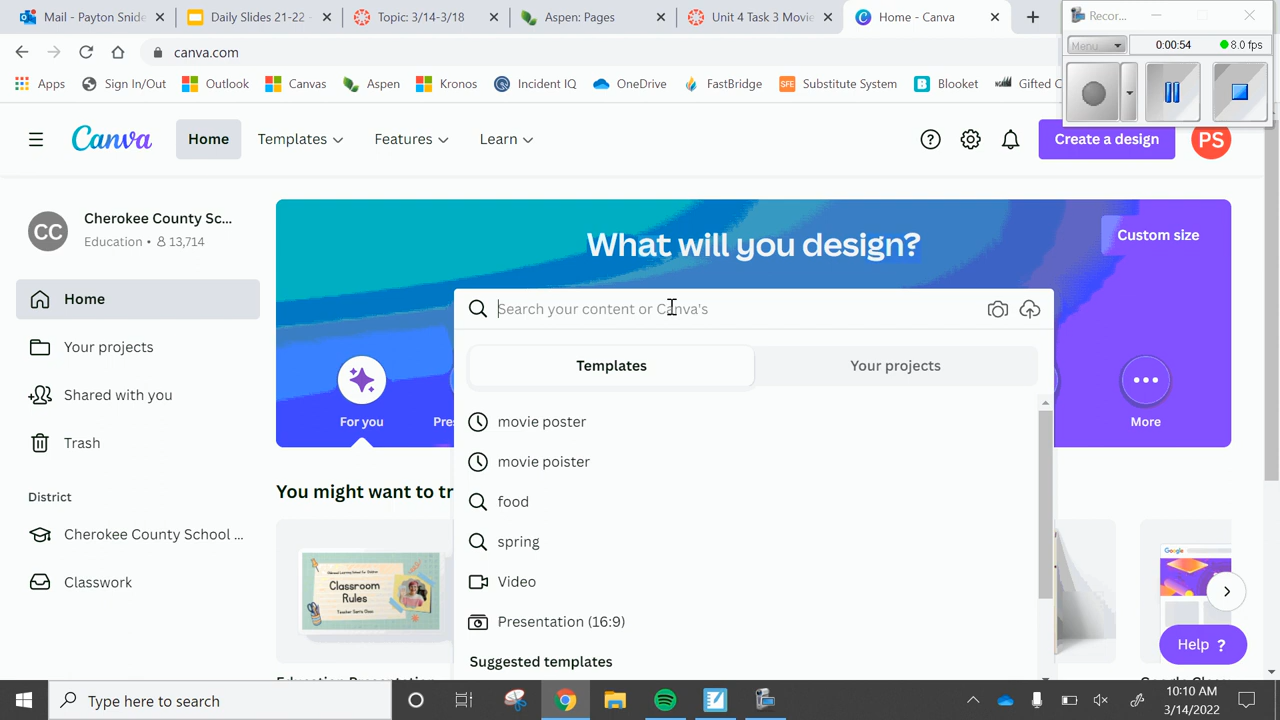 Mail - Payton Snide
Daily Slides 21-22 -
Topic: 3/14-3/18
Aspen: Pages
Unit 4 Task 3 Movie
Home - Canva
Recor...
Menu
0:00:54
8.0 fps
canva.com
Apps
Sign In/Out
Outlook
Canvas
Aspen
Kronos
Incident IQ
OneDrive
FastBridge
SFE
Substitute System
Blooket
Gifted C
Canva
Home
Templates
Features
Learn
Create a design
PS
CC
Cherokee County Sc...
Education • 13,714
Home
Your projects
Shared with you
Trash
District
Cherokee County School ...
Classwork
What will you design?
Custom size
Search your content or Canva's
Templates
Your projects
For you
Pres
More
movie poster
movie poister
food
spring
Video
Presentation (16:9)
Suggested templates
You might want to tr
Classroom
Rules
Google
Help ?
Type here to search
10:10 AM
3/14/2022